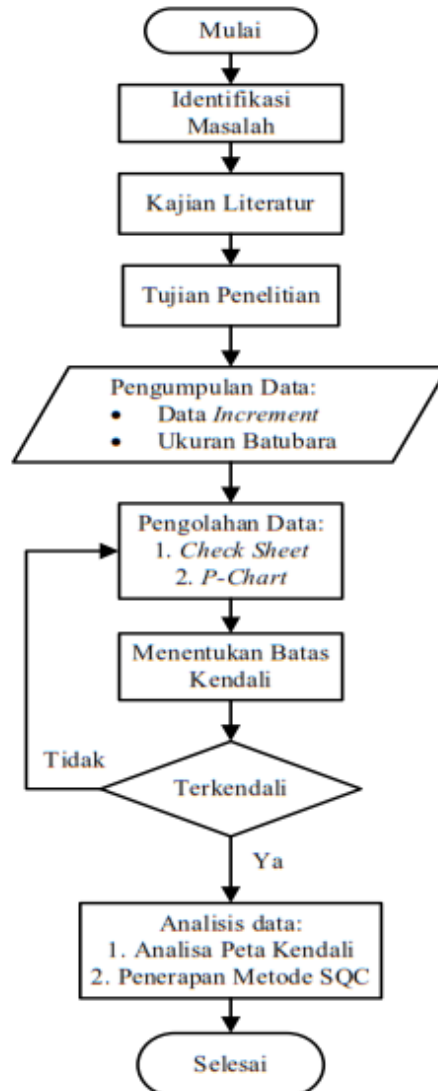 Mulai
Identifikasi
Masalah
Kajian Literatur
Tujian Penelitian
Pengumpulan Data:
• Data Increment
• Ukuran Batubara
Pengolahan Data:
1. Check Sheet
2. P-Chart
Menentukan Batas
Kendali
Tidak
Terkendali
Ya
Analisis data:
1. Analisa Peta Kendali
2. Penerapan Metode SQC
Selesai